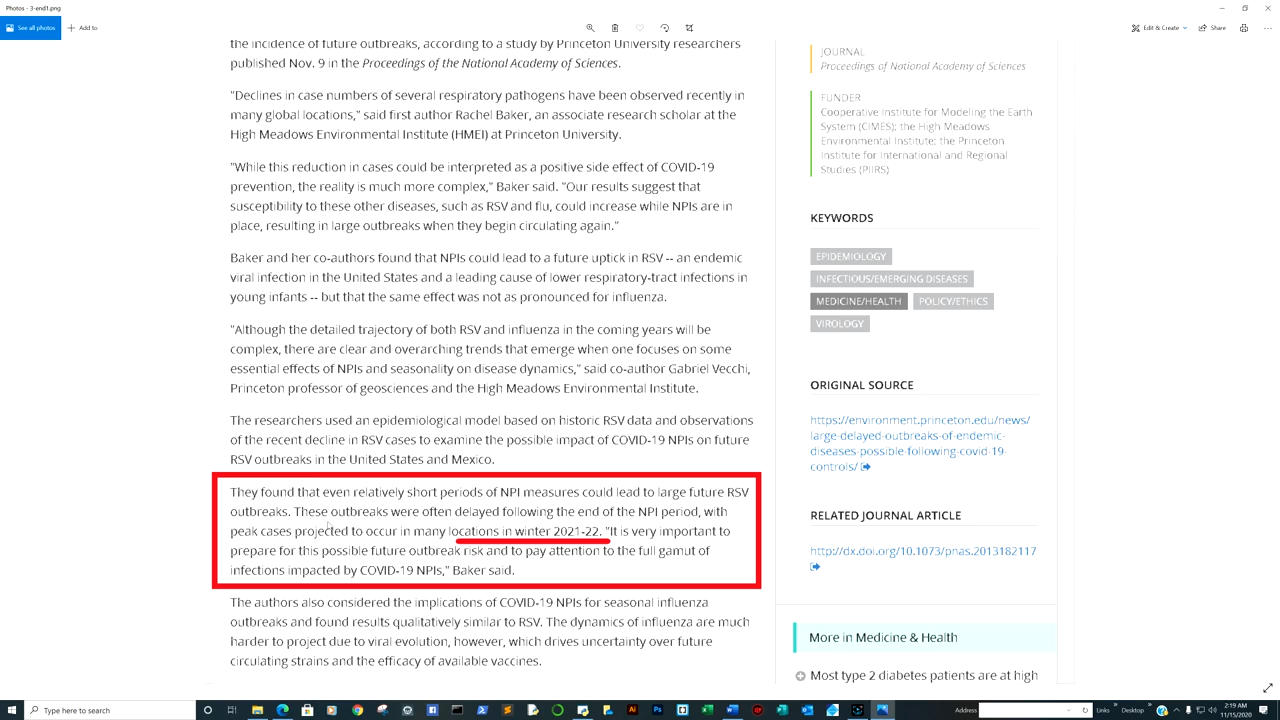 Photos - 3-end1.png
See all photos
Add to
Edit & Create
Share
the incidence of future outbreaks, according to a study by Princeton University researchers
published Nov. 9 in the Proceedings of the National Academy of Sciences.
"Declines in case numbers of several respiratory pathogens have been observed recently in
many global locations," said first author Rachel Baker, an associate research scholar at the
High Meadows Environmental Institute (HMEI) at Princeton University.
"While this reduction in cases could be interpreted as a positive side effect of COVID-19
prevention, the reality is much more complex," Baker said. "Our results suggest that
susceptibility to these other diseases, such as RSV and flu, could increase while NPIs are in
place, resulting in large outbreaks when they begin circulating again."
Baker and her co-authors found that NPIs could lead to a future uptick in RSV -- an endemic
viral infection in the United States and a leading cause of lower respiratory-tract infections in
young infants -- but that the same effect was not as pronounced for influenza.
"Although the detailed trajectory of both RSV and influenza in the coming years will be
complex, there are clear and overarching trends that emerge when one focuses on some
essential effects of NPIs and seasonality on disease dynamics," said co-author Gabriel Vecchi,
Princeton professor of geosciences and the High Meadows Environmental Institute.
The researchers used an epidemiological model based on historic RSV data and observations
of the recent decline in RSV cases to examine the possible impact of COVID-19 NPIs on future
RSV outbreaks in the United States and Mexico.
They found that even relatively short periods of NPI measures could lead to large future RSV
outbreaks. These outbreaks were often delayed following the end of the NPI period, with
peak cases projected to occur in many locations in winter 2021-22. "It is very important to
prepare for this possible future outbreak risk and to pay attention to the full gamut of
infections impacted by COVID-19 NPIs," Baker said.
The authors also considered the implications of COVID-19 NPIs for seasonal influenza
outbreaks and found results qualitatively similar to RSV. The dynamics of influenza are much
harder to project due to viral evolution, however, which drives uncertainty over future
circulating strains and the efficacy of available vaccines.
JOURNAL
Proceedings of National Academy of Sciences
FUNDER
Cooperative Institute for Modeling the Earth
System (CIMES); the High Meadows
Environmental Institute; the Princeton
Institute for International and Regional
Studies (PIIRS)
KEYWORDS
EPIDEMIOLOGY
INFECTIOUS/EMERGING DISEASES
MEDICINE/HEALTH
POLICY/ETHICS
VIROLOGY
ORIGINAL SOURCE
https://environment.princeton.edu/news/
large-delayed-outbreaks-of-endemic-
diseases-possible-following-covid-19-
controls/
RELATED JOURNAL ARTICLE
http://dx.doi.org/10.1073/pnas.2013182117
More in Medicine & Health
Most type 2 diabetes patients are at high
Type here to search
Address
Links
Desktop
2:19 AM
11/15/2020